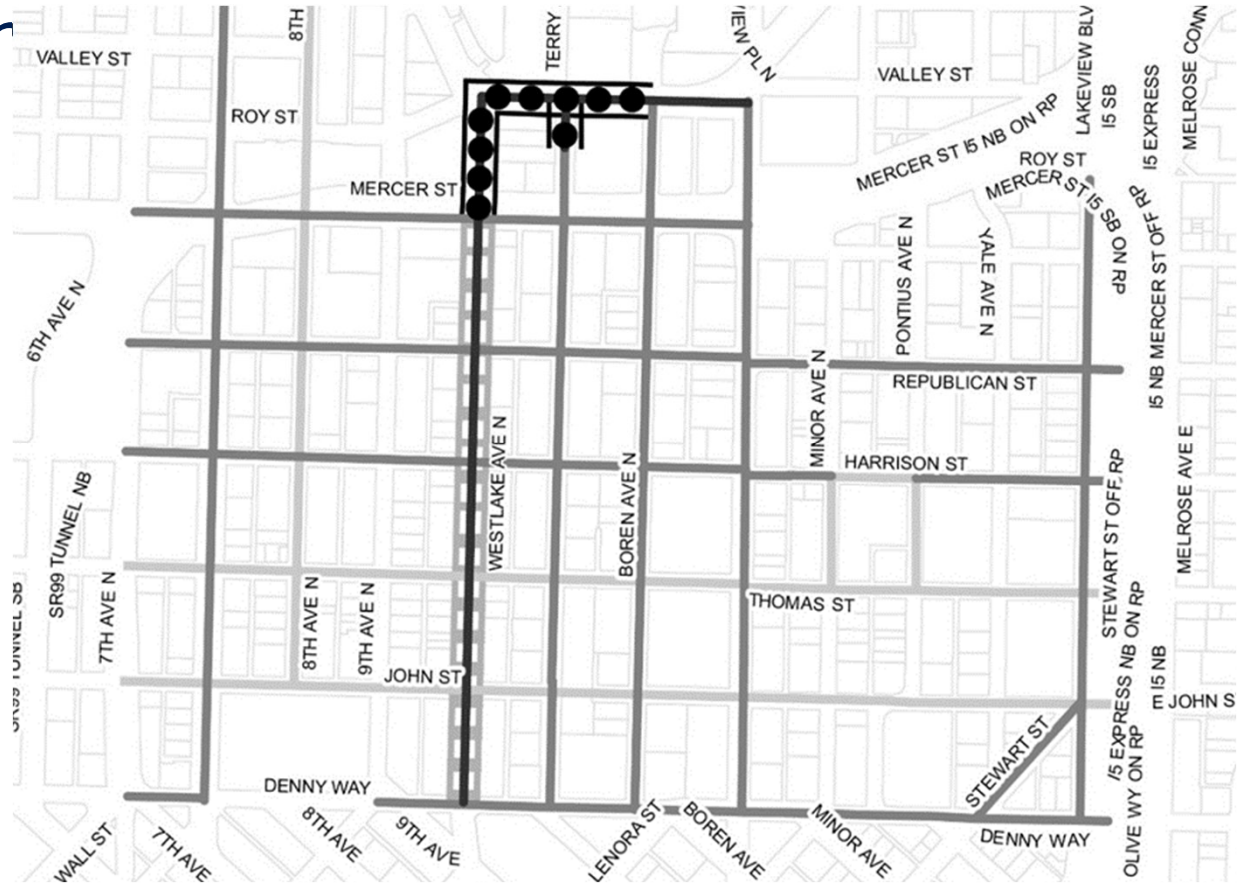 8TH
TERRY
VIEW PL N
LAKEVIEW BLV
I5 SB
I5 EXPRESS
MELROSE CONN
VALLEY ST
VALLEY ST
ROY ST
MERCER ST I5 NB ON RP
ROY ST
MERCER ST
MERCER ST I5 SB ON RP
I5 NB MERCER ST OFF RP
PONTIUS AVE N
YALE AVE N
6TH AVE N
MINOR AVE N
REPUBLICAN ST
WESTLAKE AVE N
BOREN AVE N
HARRISON ST
MELROSE AVE E
STEWART ST OFF RP
SR99 TUNNEL NB
SR99 TUNNEL SB
7TH AVE N
8TH AVE N
9TH AVE N
THOMAS ST
JOHN ST
I5 EXPRESS NB ON RP
E I5 NB
JOHN S
STEWART ST
DENNY WAY
OLIVE WY ON RP
WALL ST
7TH AVE
8TH AVE
9TH AVE
LENORA ST
BOREN AVE
MINOR AVE
DENNY WAY